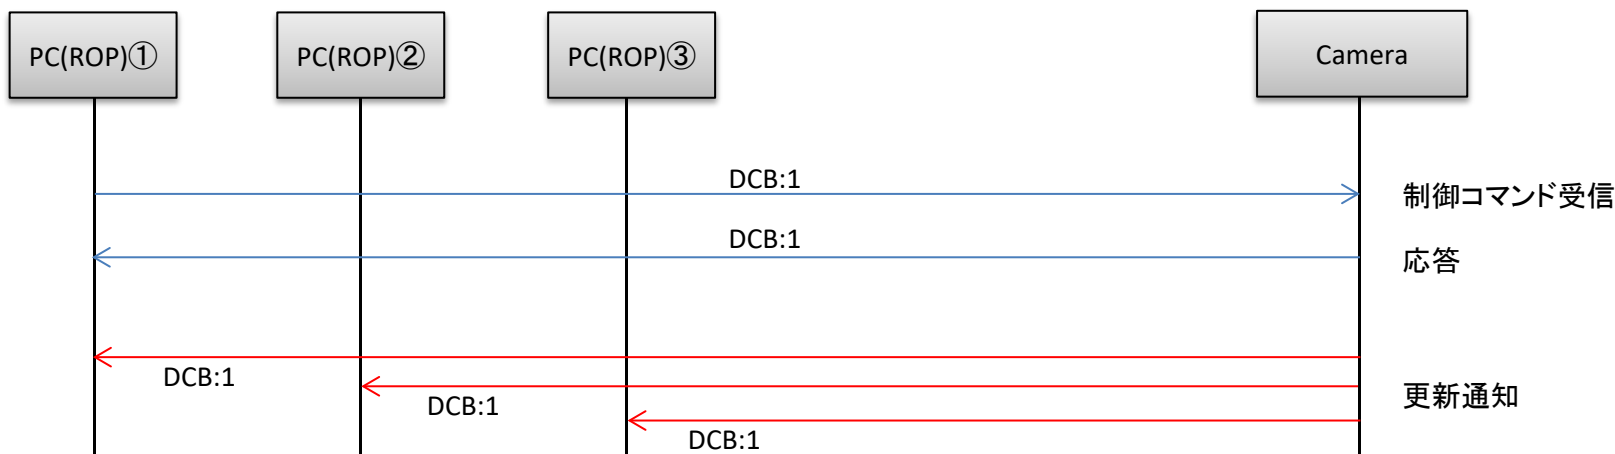 PC(ROP)①
PC(ROP)②
PC(ROP)③
Camera
DCB:1
制御コマンド受信
DCB:1
応答
DCB:1
DCB:1
更新通知
DCB:1